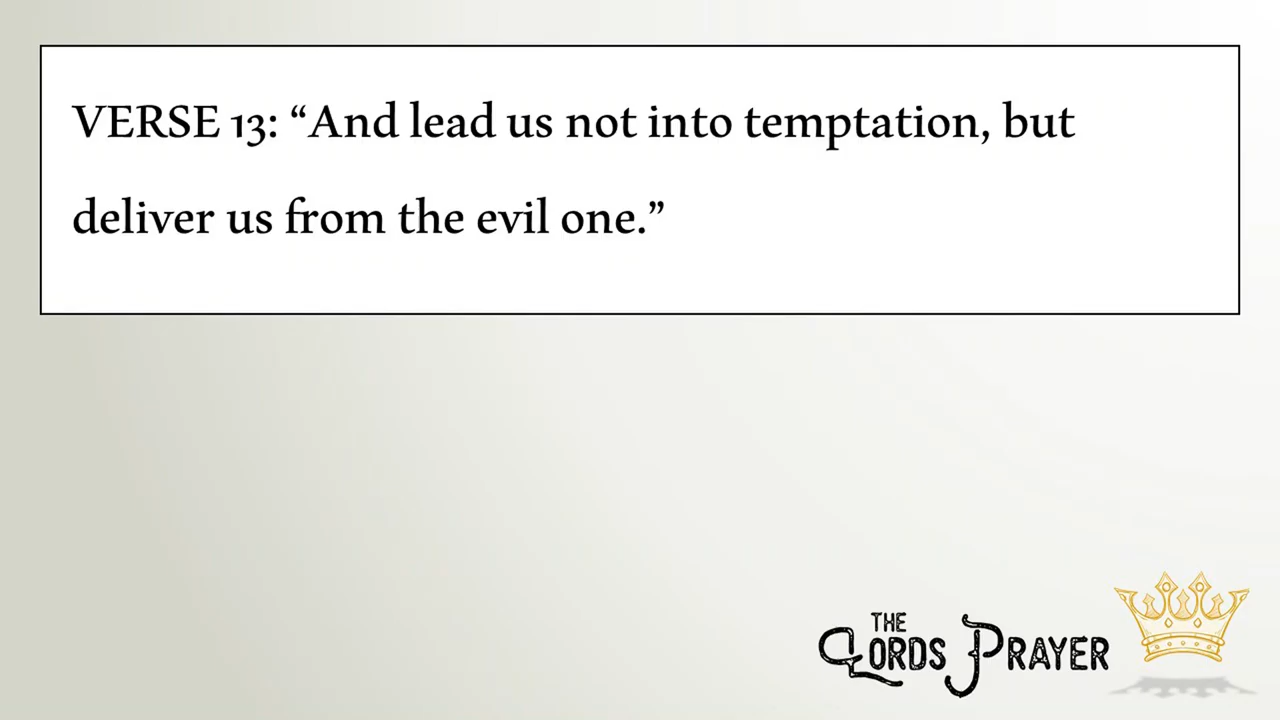 VERSE 13: “And lead us not into temptation, but
deliver us from the evil one.”
THE
LORDS PRAYER